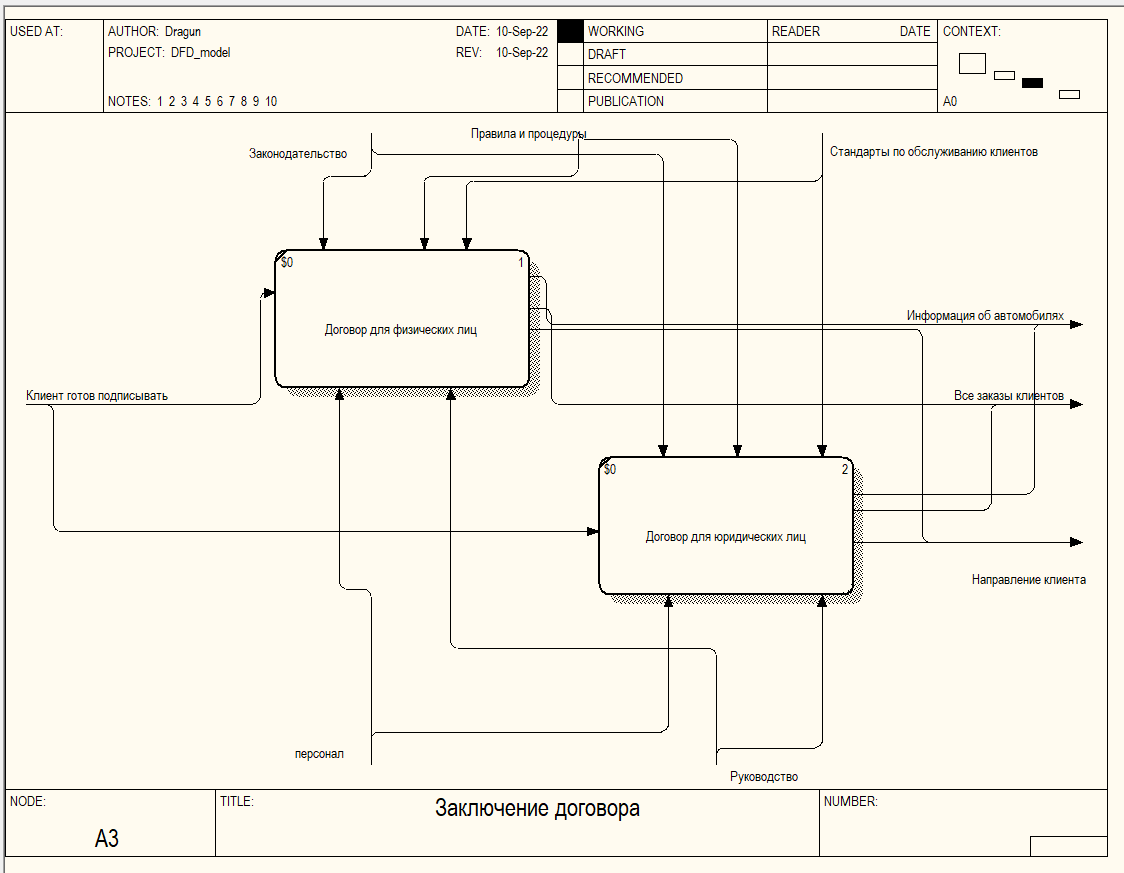 USED AT:
AUTHOR: Dragun
DATE: 10-Sep-22
WORKING
READER
DATE
CONTEXT:
PROJECT: DFD_model
REV: 10-Sep-22
DRAFT
RECOMMENDED
NOTES: 1 2 3 4 5 6 7 8 9 10
PUBLICATION
A0
Правила и процедуры
Законодательство
Стандарты по обслуживанию клиентов
$0
1
Договор для физических лиц
Информация об автомобилях
Клиент готов подписывать
Все заказы клиентов
$0
2
Договор для юридических лиц
Направление клиента
персонал
Руководство
NODE:
TITLE:
Заключение договора
NUMBER:
A3